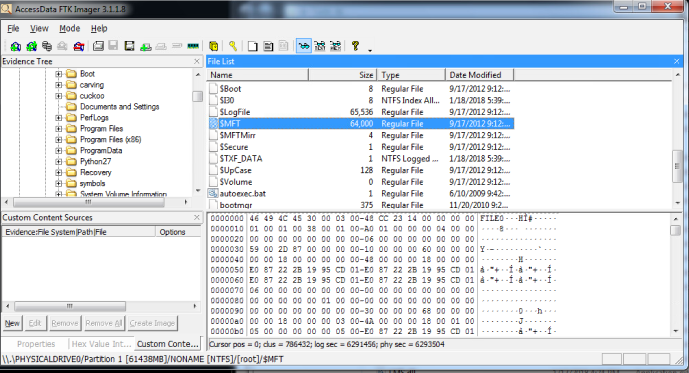 AccessData FTK Imager 3.1.1.8
File View Mode Help
Evidence Tree
Boot
carving
cuckoo
Documents and Settings
PerfLogs
Program Files
Program Files (x86)
ProgramData
Python27
Recovery
symbols
System Volume Information
Custom Content Sources
Evidence:File System|Path|File Options
New Edit Remove Remove All Create Image
Properties Hex Value Int... Custom Conte...
File List
Name Size Type Date Modified
$Boot 8 Regular File 9/17/2012 9:12:...
$I30 8 NTFS Index All... 1/18/2018 5:39:...
$LogFile 65,536 Regular File 9/17/2012 9:12:...
$MFT 64,000 Regular File 9/17/2012 9:12:...
$MFTMirr 4 Regular File 9/17/2012 9:12:...
$Secure 1 Regular File 9/17/2012 9:12:...
$TXF_DATA 1 NTFS Logged ... 1/18/2018 5:39:...
$UpCase 128 Regular File 9/17/2012 9:12:...
$Volume 0 Regular File 9/17/2012 9:12:...
autoexec.bat 1 Regular File 6/10/2009 9:42:...
bootmgr 375 Regular File 11/20/2010 9:2...
0000000 46 49 4C 45 30 00 03 00-48 CC 23 14 00 00 00 00 FILE0···HÌ#·····
0000010 01 00 01 00 38 00 01 00-A0 01 00 00 00 04 00 00
0000020 00 00 00 00 00 00 00 00-06 00 00 00 00 00 00 00
0000030 59 00 2D 87 00 00 00 00-10 00 00 00 60 00 00 00
0000040 00 00 18 00 00 00 00 00-48 00 00 00 18 00 00 00
0000050 E0 87 22 2B 19 95 CD 01-E0 87 22 2B 19 95 CD 01
0000060 E0 87 22 2B 19 95 CD 01-E0 87 22 2B 19 95 CD 01
0000070 06 00 00 00 00 00 00 00-00 00 00 00 00 00 00 00
0000080 00 00 00 00 01 00 00-00 00 00 00 00 00 00 00
0000090 00 00 00 00 00 00 00 00-30 00 00 00 68 00 00 00
00000a0 00 00 18 00 00 00 03 00-4A 00 00 00 18 00 01 00
00000b0 05 00 00 00 00 00 05 00-E0 87 22 2B 19 95 CD 01
Cursor pos = 0; clus = 786432; log sec = 6291456; phy sec = 6293504
\\.\PHYSICALDRIVE0/Partition 1 [61438MB]/NONAME [NTFS]/[root]/$MFT